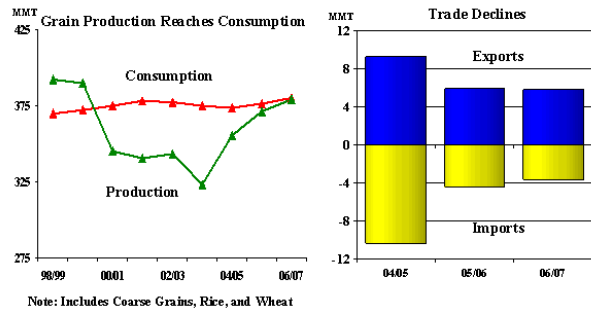 Grain Production Reaches Consumption
MMT
425
375
325
275
Consumption
Production
98/99
00/01
02/03
04/05
06/07
Note: Includes Coarse Grains, Rice, and Wheat
Trade Declines
MMT
12
8
4
0
-4
-8
-12
Exports
Imports
04/05
05/06
06/07